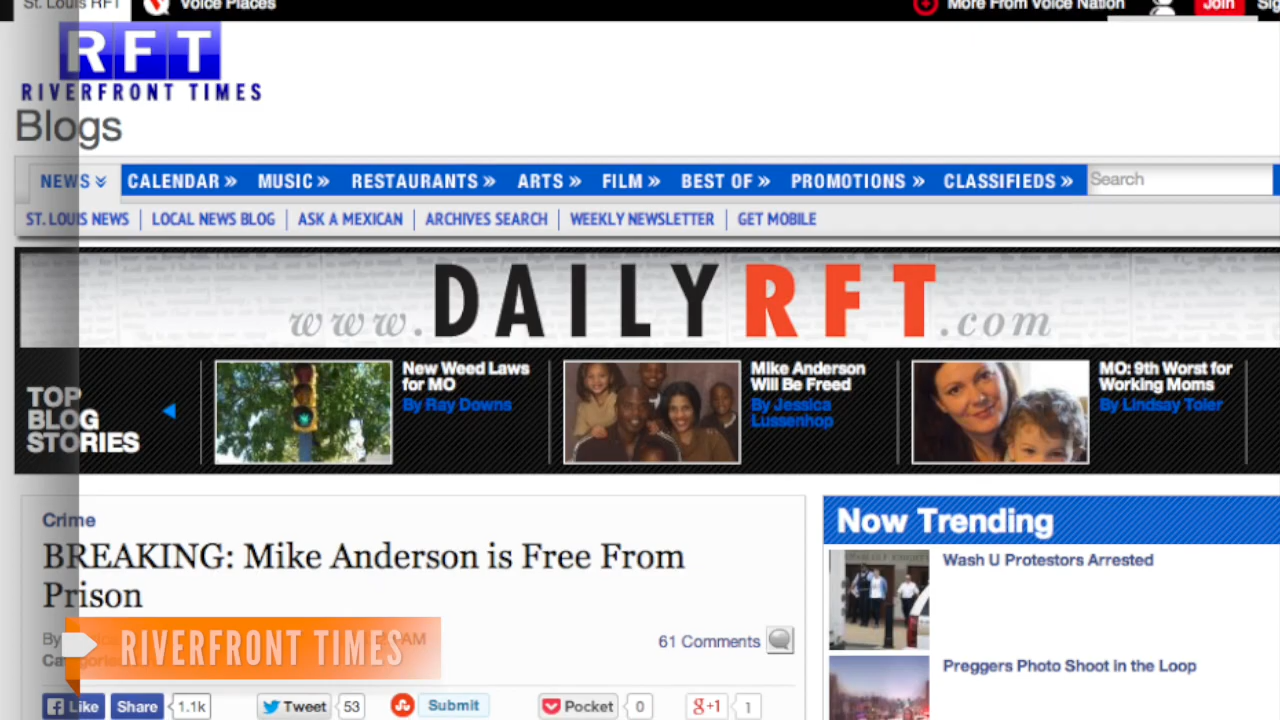 St. Louis RFT
Voice Places
More From Voice Nation
Join
RFT
RIVERFRONT TIMES
Blogs
NEWS CALENDAR » MUSIC » RESTAURANTS » ARTS » FILM » BEST OF » PROMOTIONS » CLASSIFIEDS » Search
ST. LOUIS NEWS | LOCAL NEWS BLOG | ASK A MEXICAN | ARCHIVES SEARCH | WEEKLY NEWSLETTER | GET MOBILE
www.DAILYRFT.com
TOP
BLOG
STORIES
New Weed Laws
for MO
By Ray Downs
Mike Anderson
Will Be Freed
By Jessica
Lussenhop
MO: 9th Worst for
Working Moms
By Lindsay Toler
Crime
BREAKING: Mike Anderson is Free From
Prison
By
AM
61 Comments
RIVERFRONT TIMES
Like Share 1.1k Tweet 53 Submit Pocket 0 g+1 1
Now Trending
Wash U Protestors Arrested
Preggers Photo Shoot in the Loop